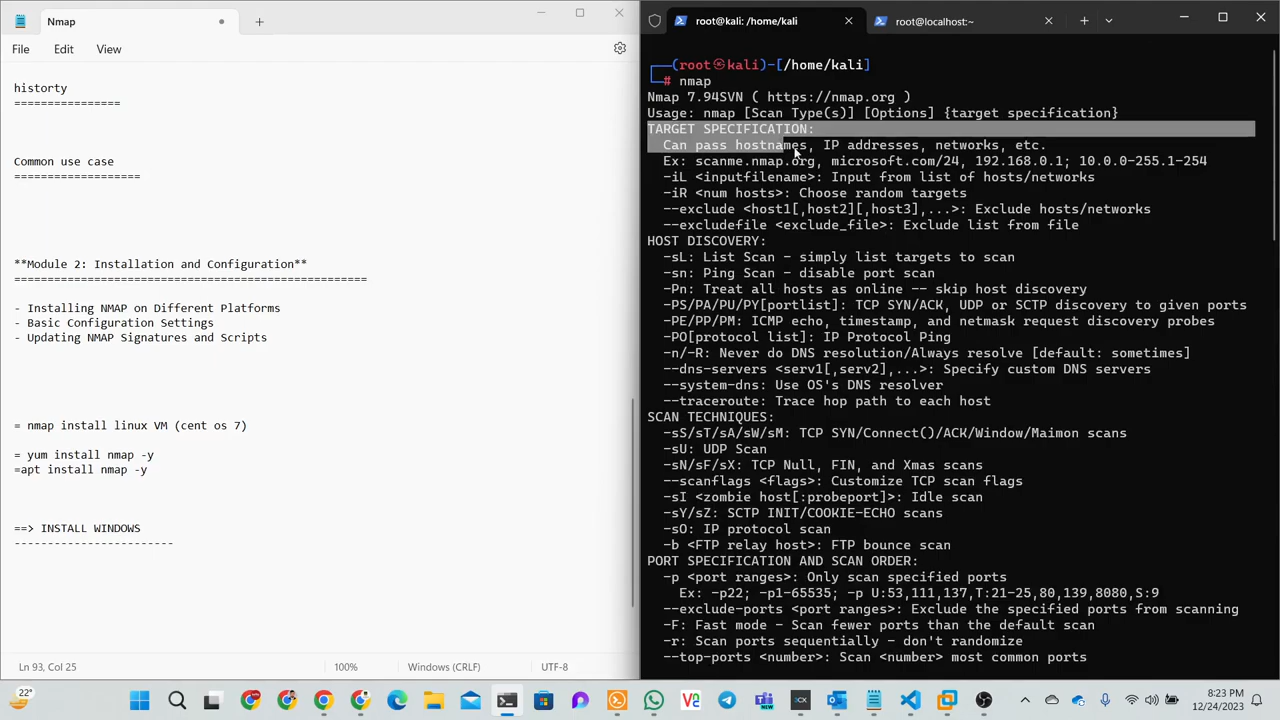 Nmap
File Edit View
historty
================
Common use case
===================
**Module 2: Installation and Configuration**
====================================================
- Installing NMAP on Different Platforms
- Basic Configuration Settings
- Updating NMAP Signatures and Scripts
= nmap install linux VM (cent os 7)
= yum install nmap -y
=apt install nmap -y
==> INSTALL WINDOWS
------------------------
Ln 93, Col 25 100% Windows (CRLF) UTF-8
root@kali: /home/kali root@localhost:~
(root㉿kali)-[/home/kali]
# nmap
Nmap 7.94SVN ( https://nmap.org )
Usage: nmap [Scan Type(s)] [Options] {target specification}
TARGET SPECIFICATION:
Can pass hostnames, IP addresses, networks, etc.
Ex: scanme.nmap.org, microsoft.com/24, 192.168.0.1; 10.0.0-255.1-254
-iL <inputfilename>: Input from list of hosts/networks
-iR <num hosts>: Choose random targets
--exclude <host1[,host2][,host3],...>: Exclude hosts/networks
--excludefile <exclude_file>: Exclude list from file
HOST DISCOVERY:
-sL: List Scan - simply list targets to scan
-sn: Ping Scan - disable port scan
-Pn: Treat all hosts as online -- skip host discovery
-PS/PA/PU/PY[portlist]: TCP SYN/ACK, UDP or SCTP discovery to given ports
-PE/PP/PM: ICMP echo, timestamp, and netmask request discovery probes
-PO[protocol list]: IP Protocol Ping
-n/-R: Never do DNS resolution/Always resolve [default: sometimes]
--dns-servers <serv1[,serv2],...>: Specify custom DNS servers
--system-dns: Use OS's DNS resolver
--traceroute: Trace hop path to each host
SCAN TECHNIQUES:
-sS/sT/sA/sW/sM: TCP SYN/Connect()/ACK/Window/Maimon scans
-sU: UDP Scan
-sN/sF/sX: TCP Null, FIN, and Xmas scans
--scanflags <flags>: Customize TCP scan flags
-sI <zombie host[:probeport]>: Idle scan
-sY/sZ: SCTP INIT/COOKIE-ECHO scans
-sO: IP protocol scan
-b <FTP relay host>: FTP bounce scan
PORT SPECIFICATION AND SCAN ORDER:
-p <port ranges>: Only scan specified ports
Ex: -p22; -p1-65535; -p U:53,111,137,T:21-25,80,139,8080,S:9
--exclude-ports <port ranges>: Exclude the specified ports from scanning
-F: Fast mode - Scan fewer ports than the default scan
-r: Scan ports sequentially - don't randomize
--top-ports <number>: Scan <number> most common ports
22°
8:23 PM
12/24/2023